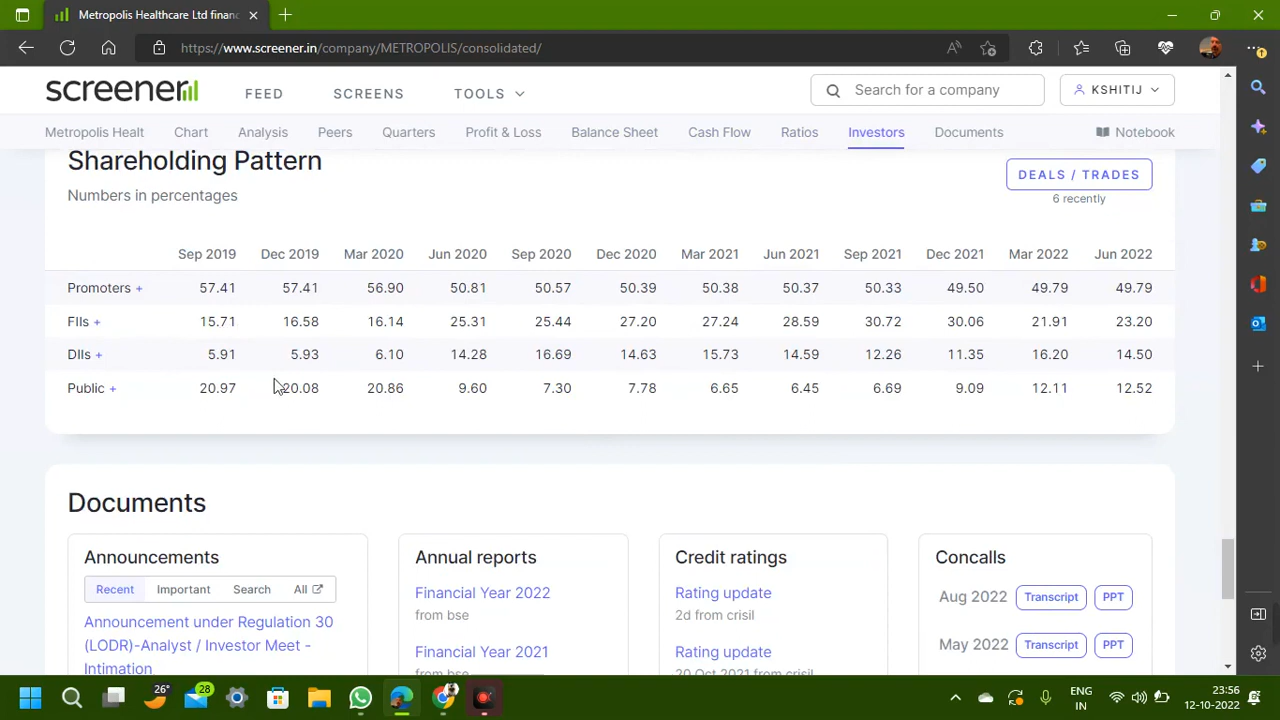 Metropolis Healthcare Ltd financ
https://www.screener.in/company/METROPOLIS/consolidated/
screener
FEED
SCREENS
TOOLS
Search for a company
KSHITIJ
Metropolis Healt
Chart
Analysis
Peers
Quarters
Profit & Loss
Balance Sheet
Cash Flow
Ratios
Investors
Documents
Notebook
Shareholding Pattern
Numbers in percentages
DEALS / TRADES
6 recently
Sep 2019 Dec 2019 Mar 2020 Jun 2020 Sep 2020 Dec 2020 Mar 2021 Jun 2021 Sep 2021 Dec 2021 Mar 2022 Jun 2022
Promoters + 57.41 57.41 56.90 50.81 50.57 50.39 50.38 50.37 50.33 49.50 49.79 49.79
FIIs + 15.71 16.58 16.14 25.31 25.44 27.20 27.24 28.59 30.72 30.06 21.91 23.20
DIIs + 5.91 5.93 6.10 14.28 16.69 14.63 15.73 14.59 12.26 11.35 16.20 14.50
Public + 20.97 20.08 20.86 9.60 7.30 7.78 6.65 6.45 6.69 9.09 12.11 12.52
Documents
Announcements
Recent Important Search All
Announcement under Regulation 30
(LODR)-Analyst / Investor Meet -
Intimation
Annual reports
Financial Year 2022
from bse
Financial Year 2021
from bse
Credit ratings
Rating update
2d from crisil
Rating update
20 Oct 2021 from crisil
Concalls
Aug 2022 Transcript PPT
May 2022 Transcript PPT
26°
28
ENG
IN
23:56
12-10-2022